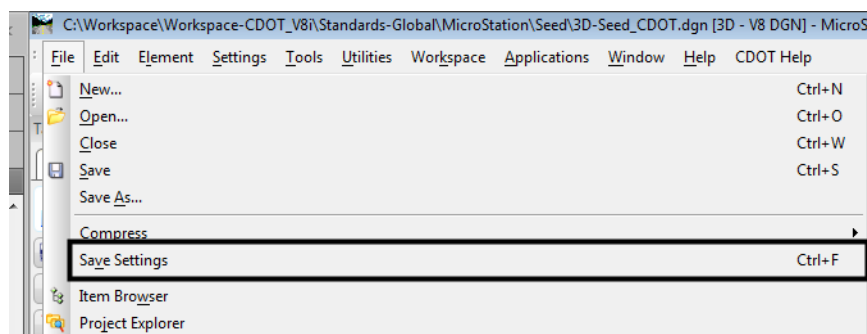 C:\Workspace\Workspace-CDOT_V8i\Standards-Global\MicroStation\Seed\3D-Seed_CDOT.dgn [3D - V8 DGN] - MicroS
File Edit Element Settings Tools Utilities Workspace Applications Window Help CDOT Help
New... Ctrl+N
Open... Ctrl+O
Close Ctrl+W
Save Ctrl+S
Save As...
Compress
Save Settings Ctrl+F
Item Browser
Project Explorer